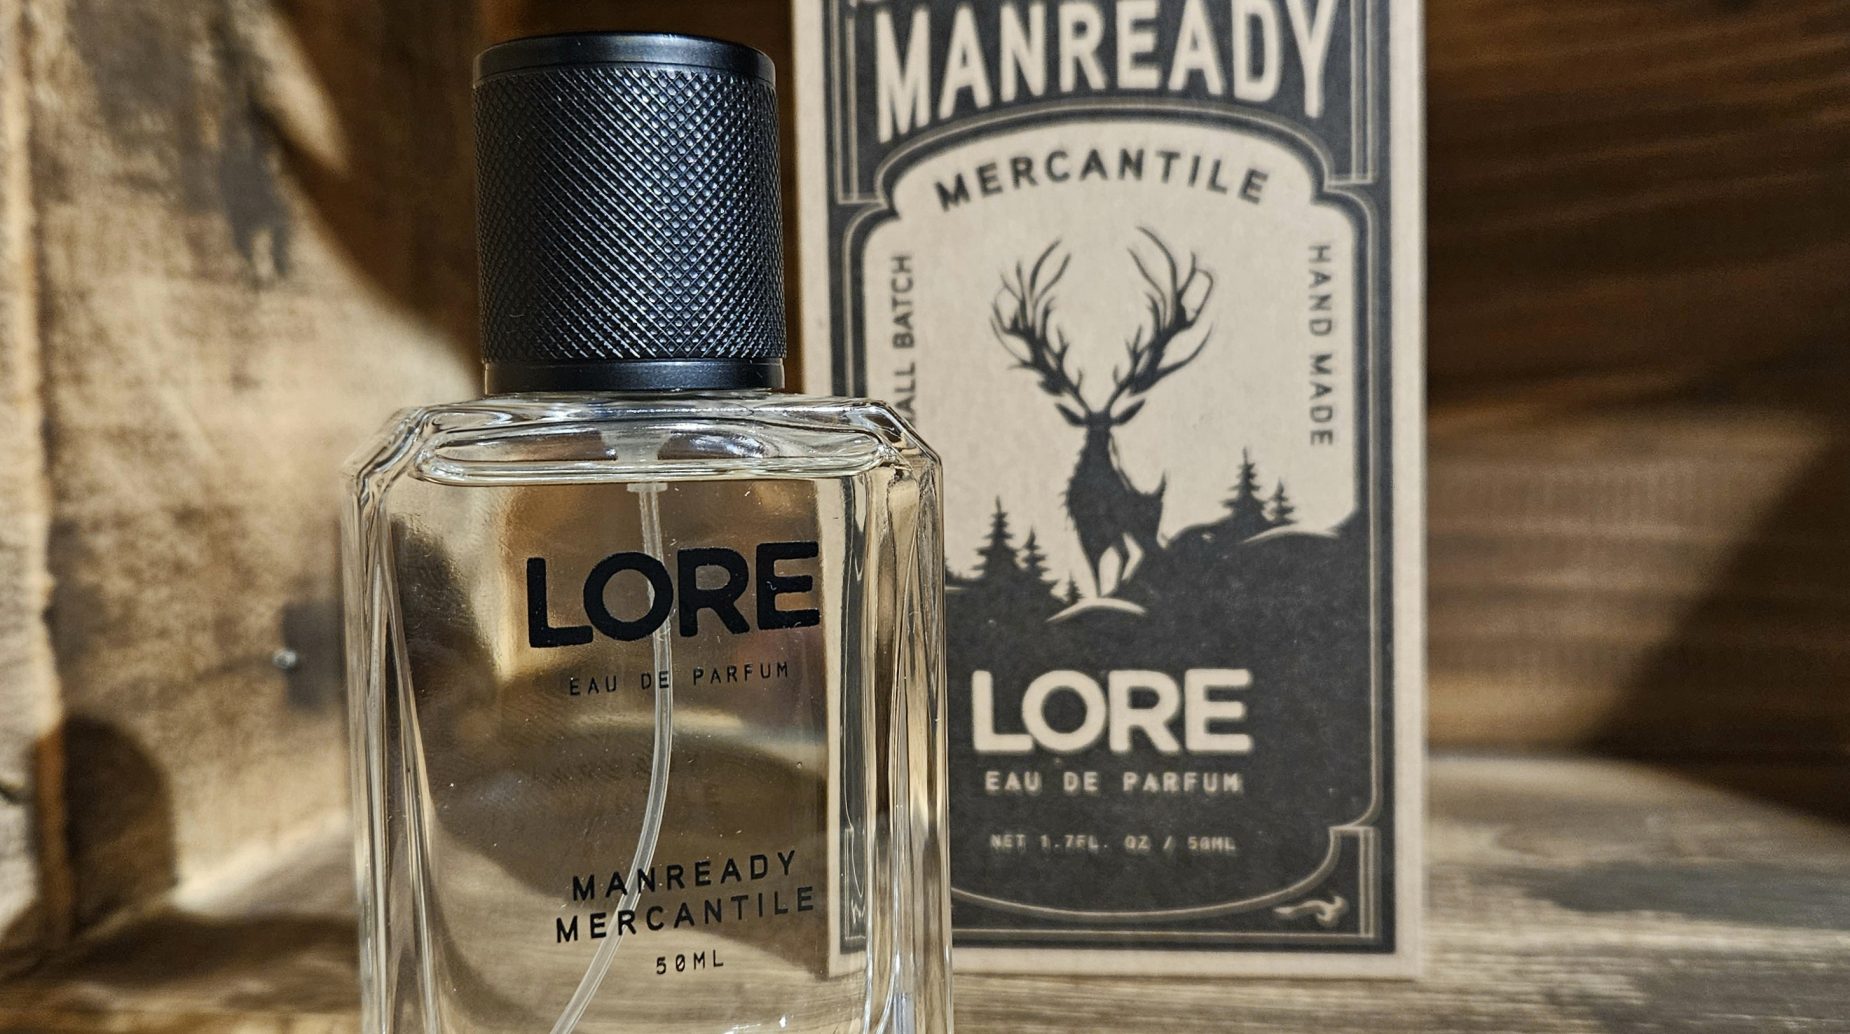 LORE
EAU DE PARFUM
MANREADY
MERCANTILE
50ML
MANREADY
MERCANTILE
BATCH
HAND MADE
LORE
EAU DE PARFUM
NET 1.7FL. OZ / 50ML